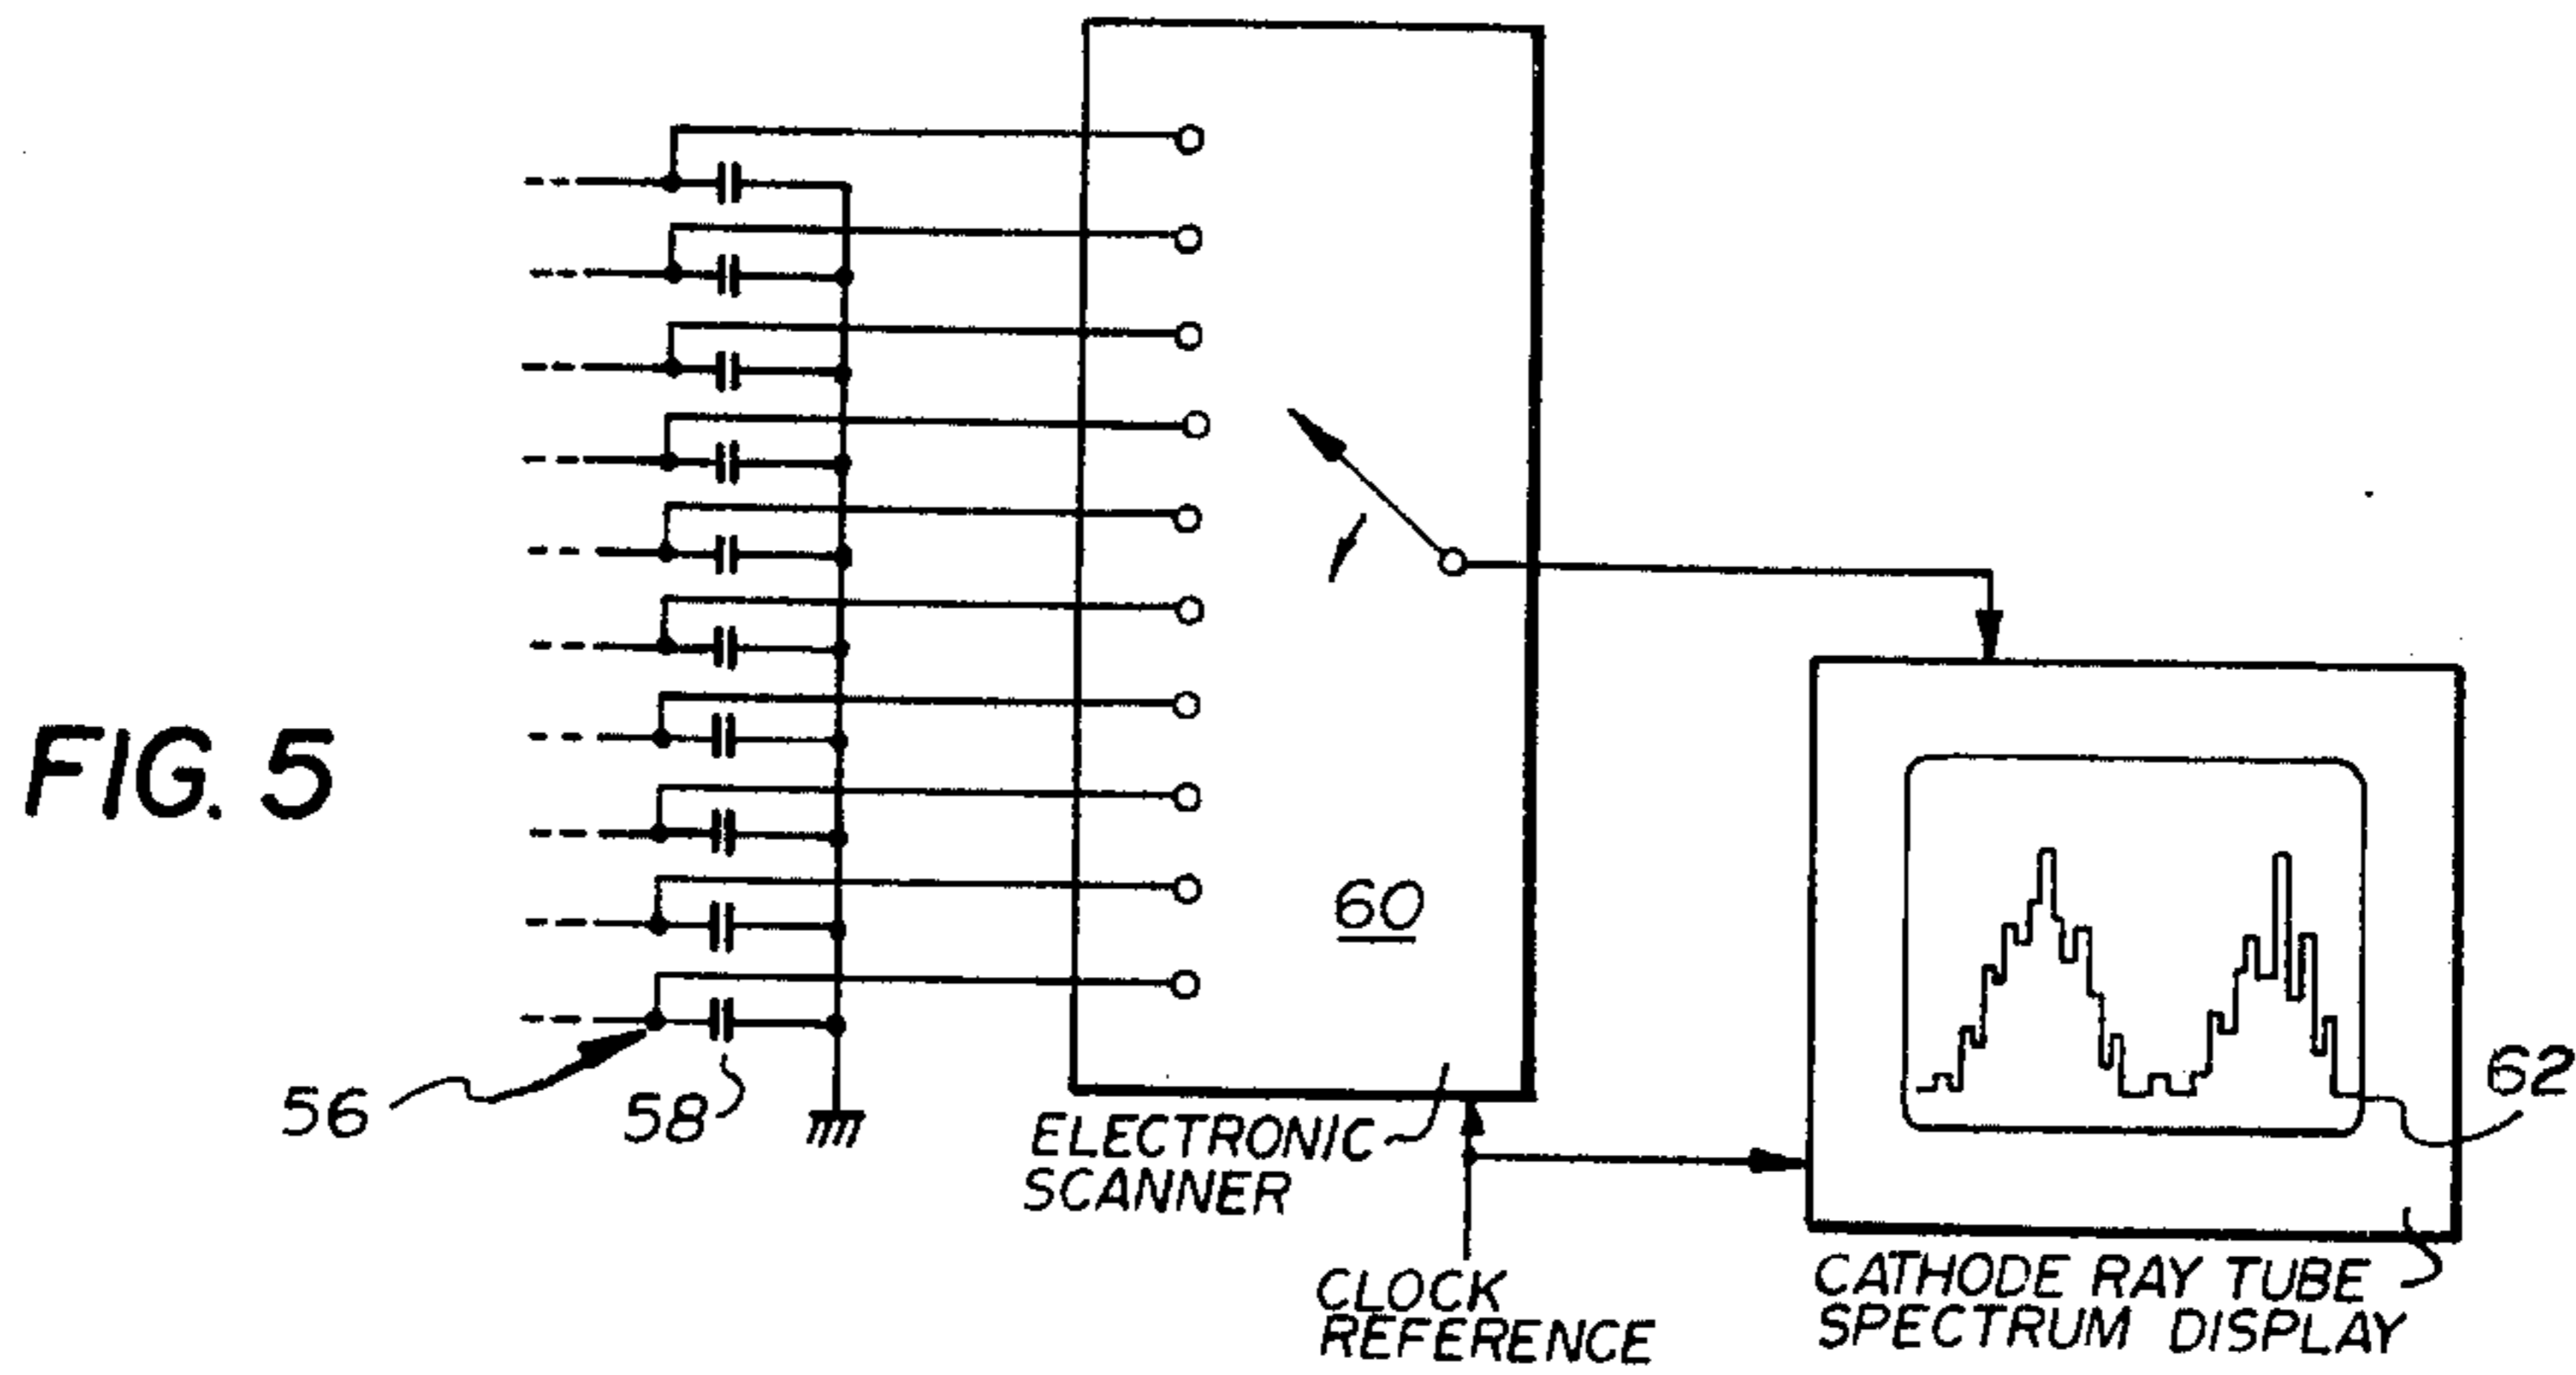 FIG. 5
60
62
56
58
ELECTRONIC
SCANNER
CLOCK
REFERENCE
CATHODE RAY TUBE
SPECTRUM DISPLAY